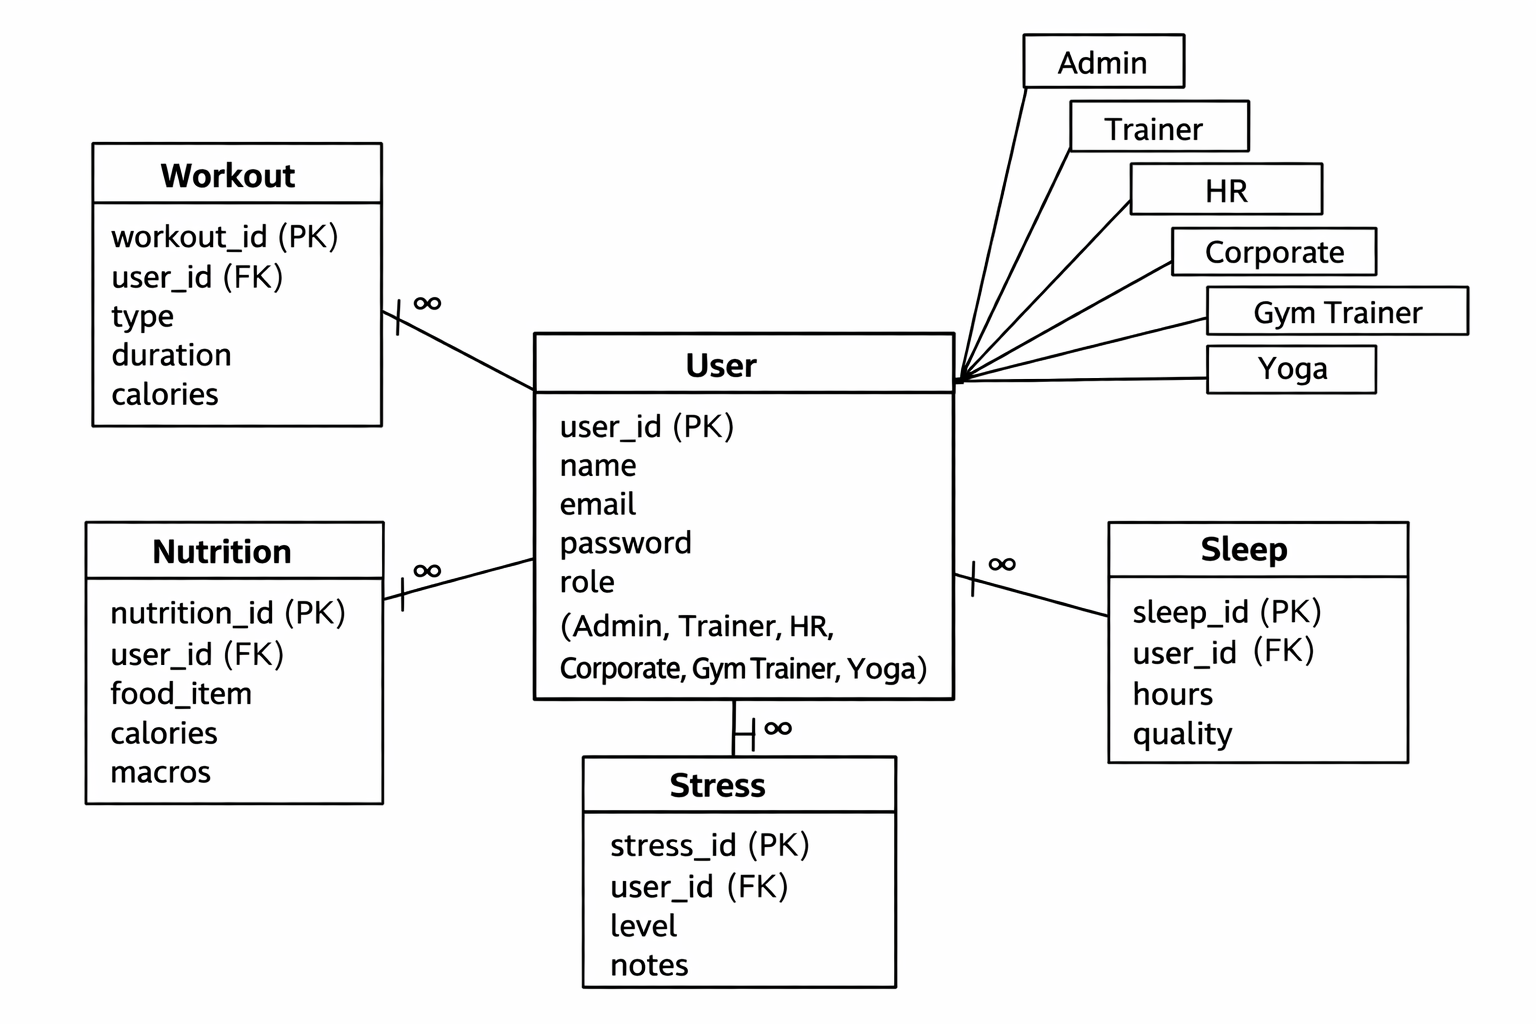 Admin
Trainer
HR
Corporate
Gym Trainer
Yoga
Workout
workout_id (PK)
user_id (FK)
type
duration
calories
∞
User
user_id (PK)
name
email
password
role
(Admin, Trainer, HR,
Corporate, Gym Trainer, Yoga)
Nutrition
nutrition_id (PK)
user_id (FK)
food_item
calories
macros
∞
Sleep
sleep_id (PK)
user_id (FK)
hours
quality
∞
∞
Stress
stress_id (PK)
user_id (FK)
level
notes